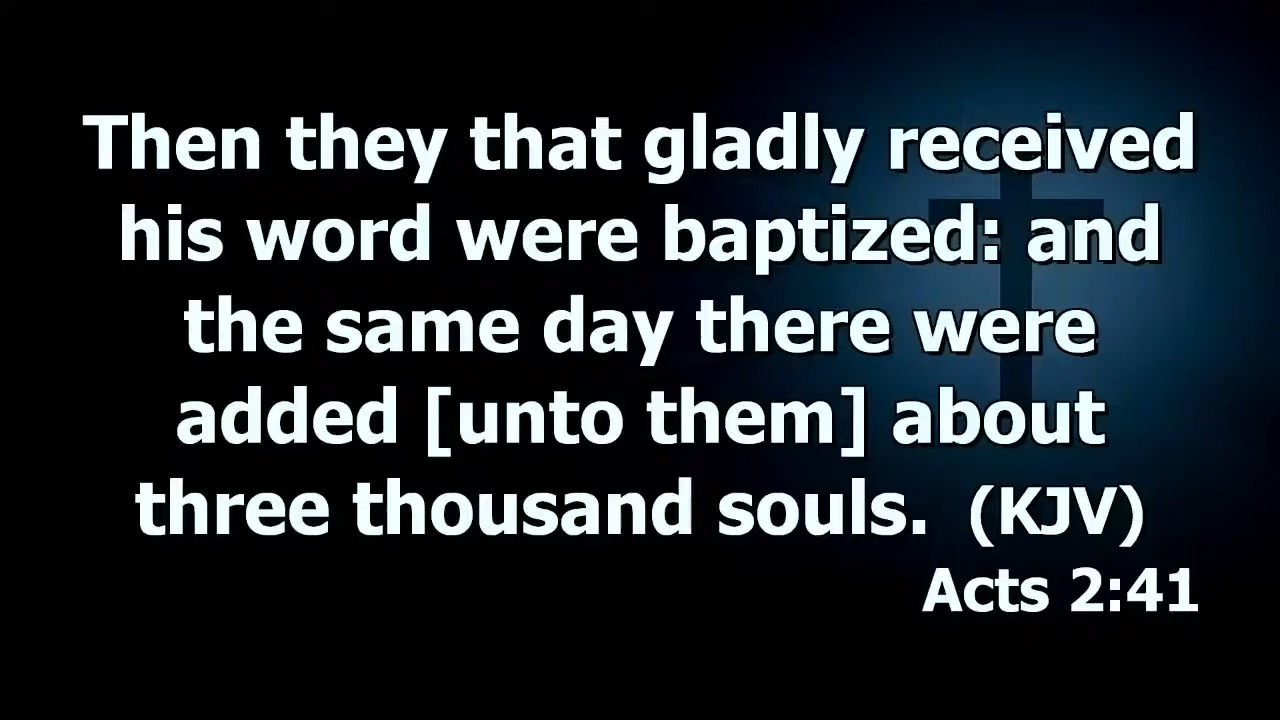 Then they that gladly received
his word were baptized: and
the same day there were
added [unto them] about
three thousand souls. (KJV)
Acts 2:41